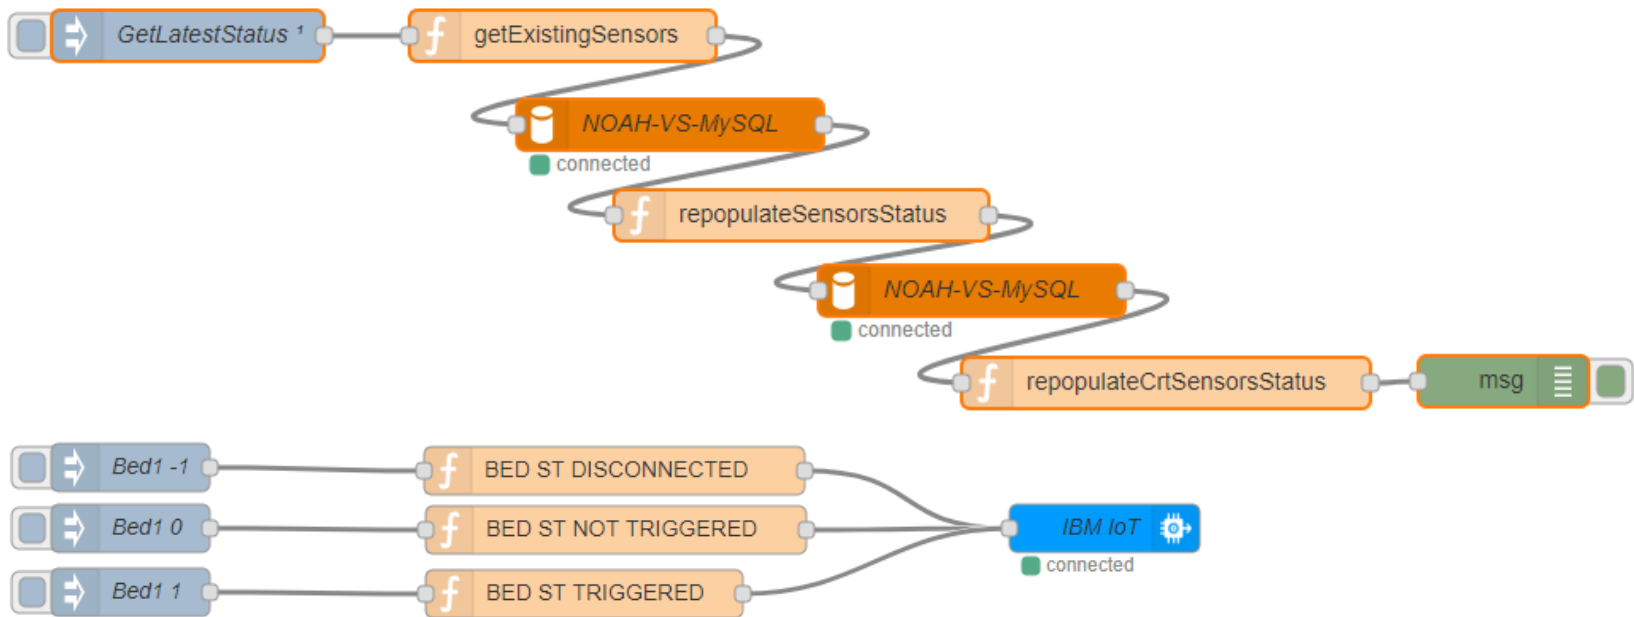 GetLatestStatus ¹
getExistingSensors
NOAH-VS-MySQL
connected
repopulateSensorsStatus
NOAH-VS-MySQL
connected
repopulateCrtSensorsStatus
msg
Bed1 -1
BED ST DISCONNECTED
Bed1 0
BED ST NOT TRIGGERED
IBM IoT
connected
Bed1 1
BED ST TRIGGERED